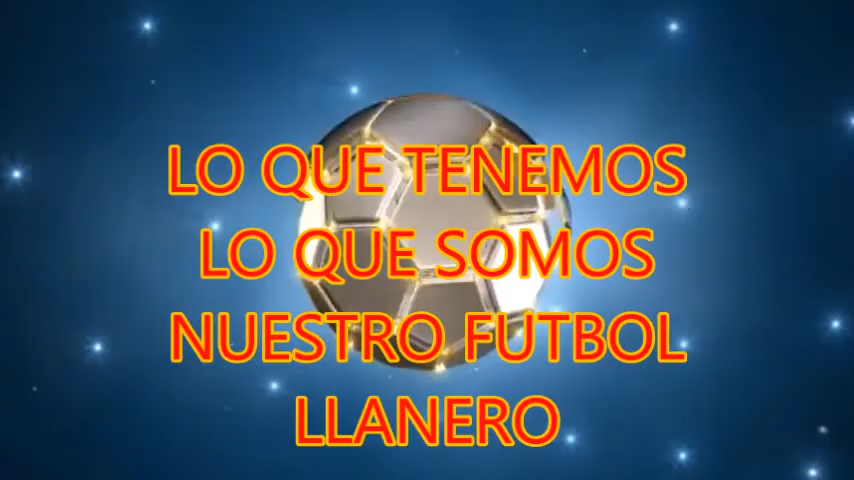 LO QUE TENEMOS
LO QUE SOMOS
NUESTRO FUTBOL
LLANERO